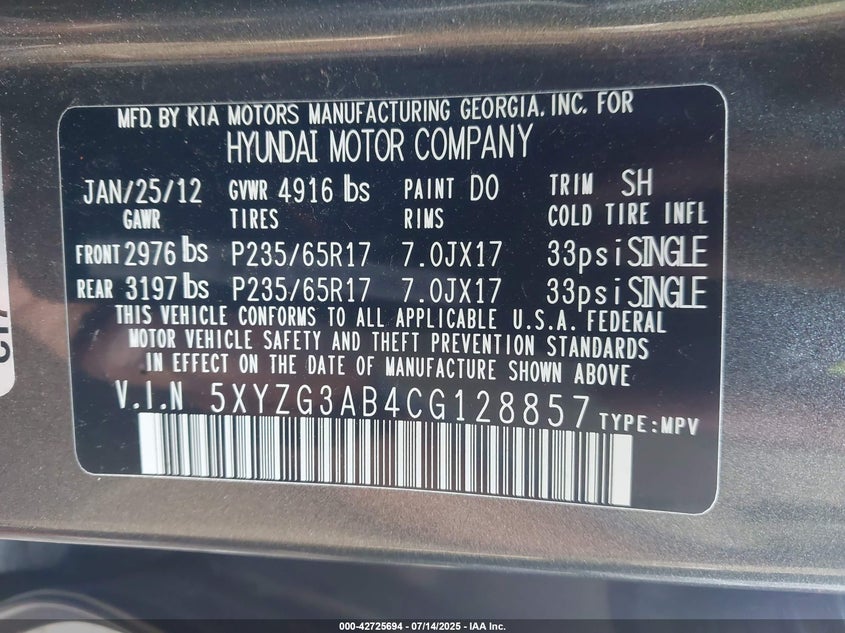 MFD. BY KIA MOTORS MANUFACTURING GEORGIA, INC. FOR
HYUNDAI MOTOR COMPANY
JAN/25/12 GVWR 4916 lbs PAINT D0 TRIM SH
GAWR TIRES RIMS COLD TIRE INFL
FRONT 2976 lbs P235/65R17 7.0JX17 33psi SINGLE
REAR 3197 lbs P235/65R17 7.0JX17 33psi SINGLE
THIS VEHICLE CONFORMS TO ALL APPLICABLE U.S.A. FEDERAL
MOTOR VEHICLE SAFETY AND THEFT PREVENTION STANDARDS
IN EFFECT ON THE DATE OF MANUFACTURE SHOWN ABOVE.
V.I.N 5XYZG3AB4CG128857 TYPE:MPV
000-42725694 - 07/14/2025 - IAA Inc.